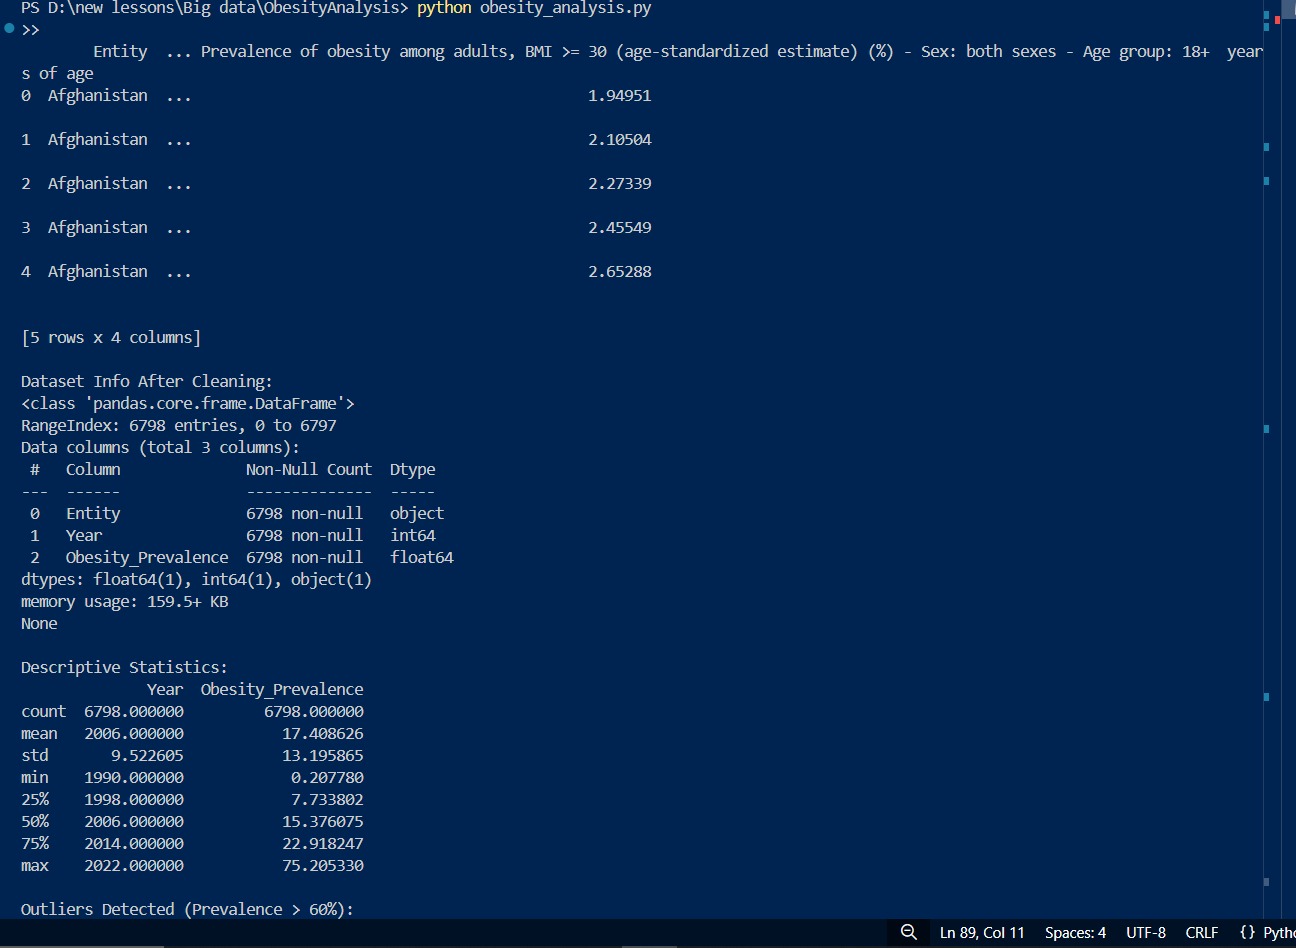 PS D:\new lessons\Big data\ObesityAnalysis> python obesity_analysis.py
>>
        Entity  ... Prevalence of obesity among adults, BMI >= 30 (age-standardized estimate) (%) - Sex: both sexes - Age group: 18+  year
s of age
0  Afghanistan  ...                                            1.94951
1  Afghanistan  ...                                            2.10504
2  Afghanistan  ...                                            2.27339
3  Afghanistan  ...                                            2.45549
4  Afghanistan  ...                                            2.65288
[5 rows x 4 columns]
Dataset Info After Cleaning:
<class 'pandas.core.frame.DataFrame'>
RangeIndex: 6798 entries, 0 to 6797
Data columns (total 3 columns):
 #   Column              Non-Null Count  Dtype
---  ------              --------------  -----
 0   Entity              6798 non-null   object
 1   Year                6798 non-null   int64
 2   Obesity_Prevalence  6798 non-null   float64
dtypes: float64(1), int64(1), object(1)
memory usage: 159.5+ KB
None
Descriptive Statistics:
              Year  Obesity_Prevalence
count  6798.000000         6798.000000
mean   2006.000000           17.408626
std       9.522605           13.195865
min    1990.000000            0.207780
25%    1998.000000            7.733802
50%    2006.000000           15.376075
75%    2014.000000           22.918247
max    2022.000000           75.205330
Outliers Detected (Prevalence > 60%):
Ln 89, Col 11 Spaces: 4 UTF-8 CRLF {} Pytho